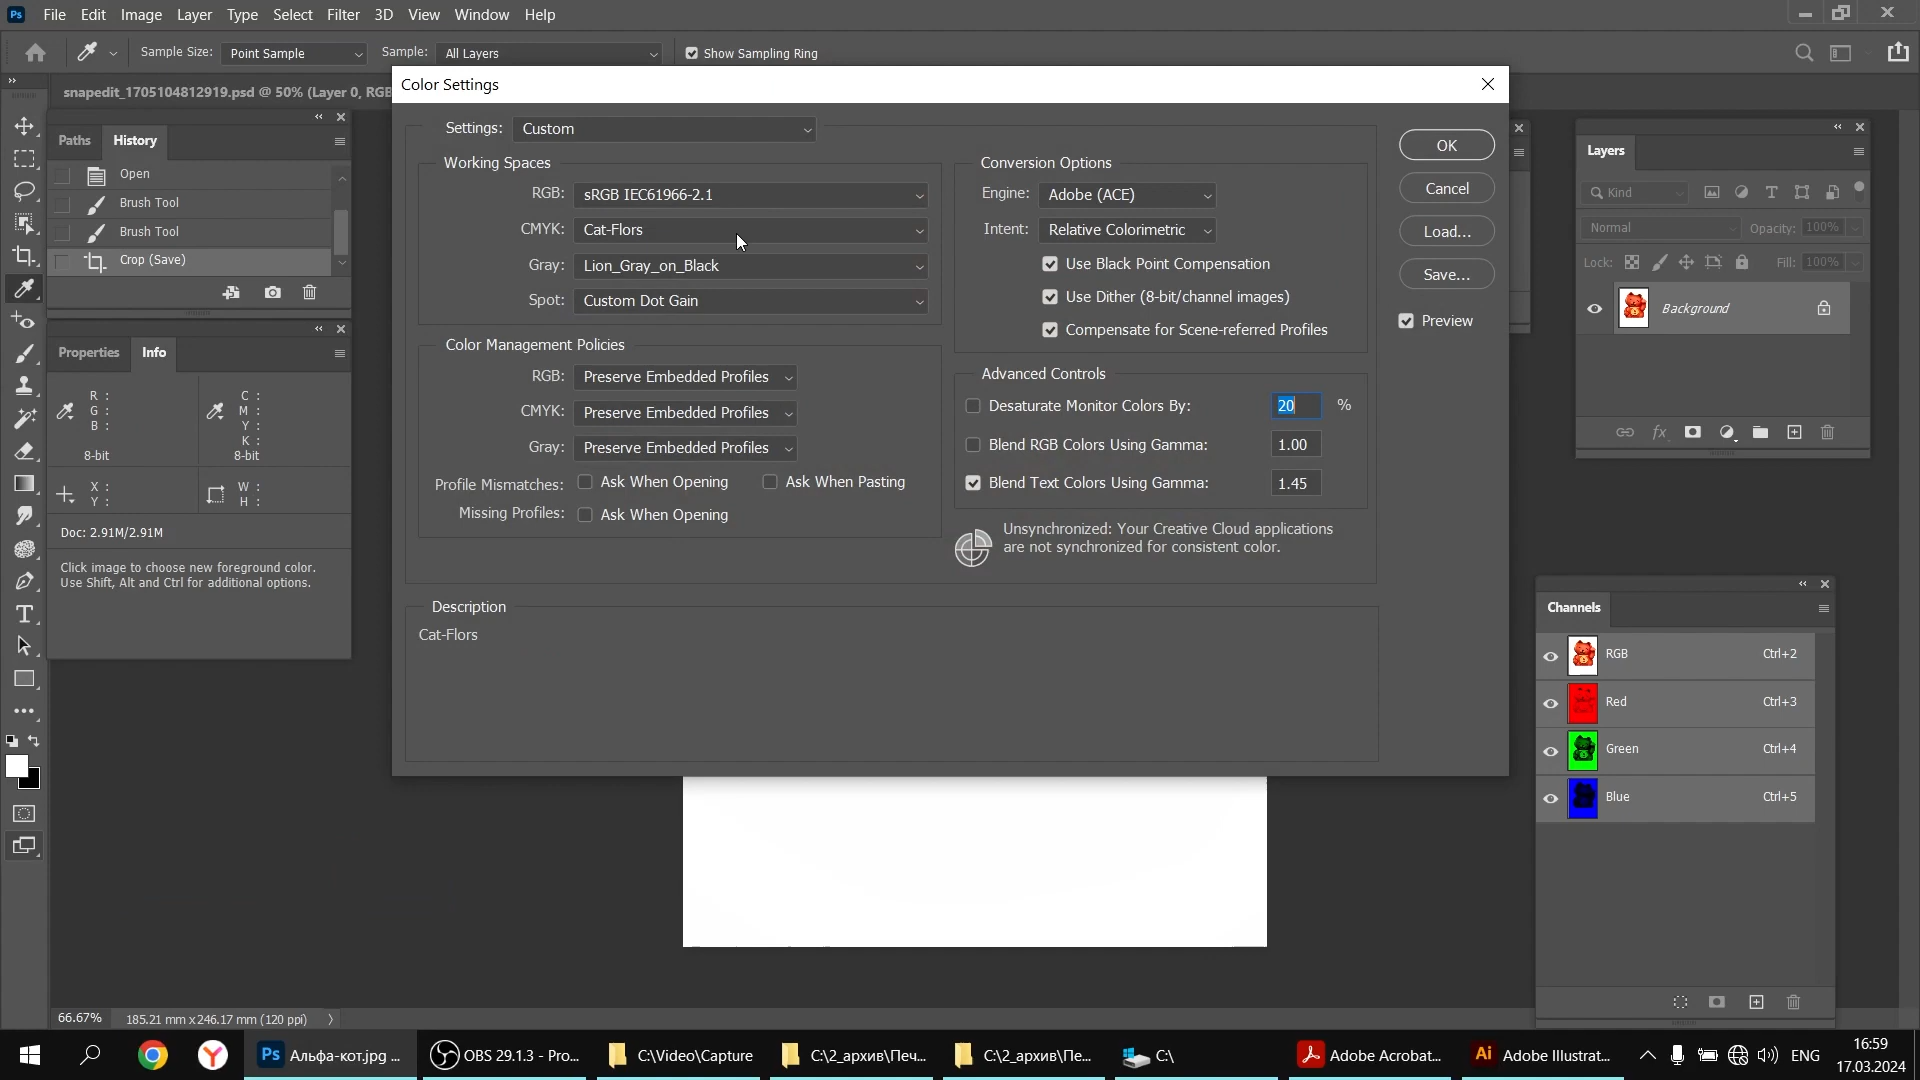 Ps File Edit Image Layer Type Select Filter 3D View Window Help
Sample Size: Point Sample Sample: All Layers Show Sampling Ring
snapedit_1705104812919.psd @ 50% (Layer 0, RGB
Paths History
Open
Brush Tool
Brush Tool
Crop (Save)
Properties Info
R :
G :
B :
8-bit
C :
M :
Y :
K :
8-bit
X :
Y :
W :
H :
Doc: 2.91M/2.91M
Click image to choose new foreground color.
Use Shift, Alt and Ctrl for additional options.
Color Settings
Settings: Custom
Working Spaces
RGB: sRGB IEC61966-2.1
CMYK: Cat-Flors
Gray: Lion_Gray_on_Black
Spot: Custom Dot Gain
Color Management Policies
RGB: Preserve Embedded Profiles
CMYK: Preserve Embedded Profiles
Gray: Preserve Embedded Profiles
Profile Mismatches: Ask When Opening Ask When Pasting
Missing Profiles: Ask When Opening
Conversion Options
Engine: Adobe (ACE)
Intent: Relative Colorimetric
Use Black Point Compensation
Use Dither (8-bit/channel images)
Compensate for Scene-referred Profiles
Advanced Controls
Desaturate Monitor Colors By: 20 %
Blend RGB Colors Using Gamma: 1.00
Blend Text Colors Using Gamma: 1.45
Unsynchronized: Your Creative Cloud applications
are not synchronized for consistent color.
Description
Cat-Flors
OK
Cancel
Load...
Save...
Preview
Layers
Kind
Normal Opacity: 100%
Lock: Fill: 100%
Background
Channels
RGB Ctrl+2
Red Ctrl+3
Green Ctrl+4
Blue Ctrl+5
66.67% 185.21 mm x 246.17 mm (120 ppi)
Ps Альфа-кот.jpg ... OBS 29.1.3 - Pro... C:\Video\Capture C:\2_архив\Печ... C:\2_архив\Пе... C:\ Adobe Acrobat... Ai Adobe Illustrat... ENG
16:59
17.03.2024